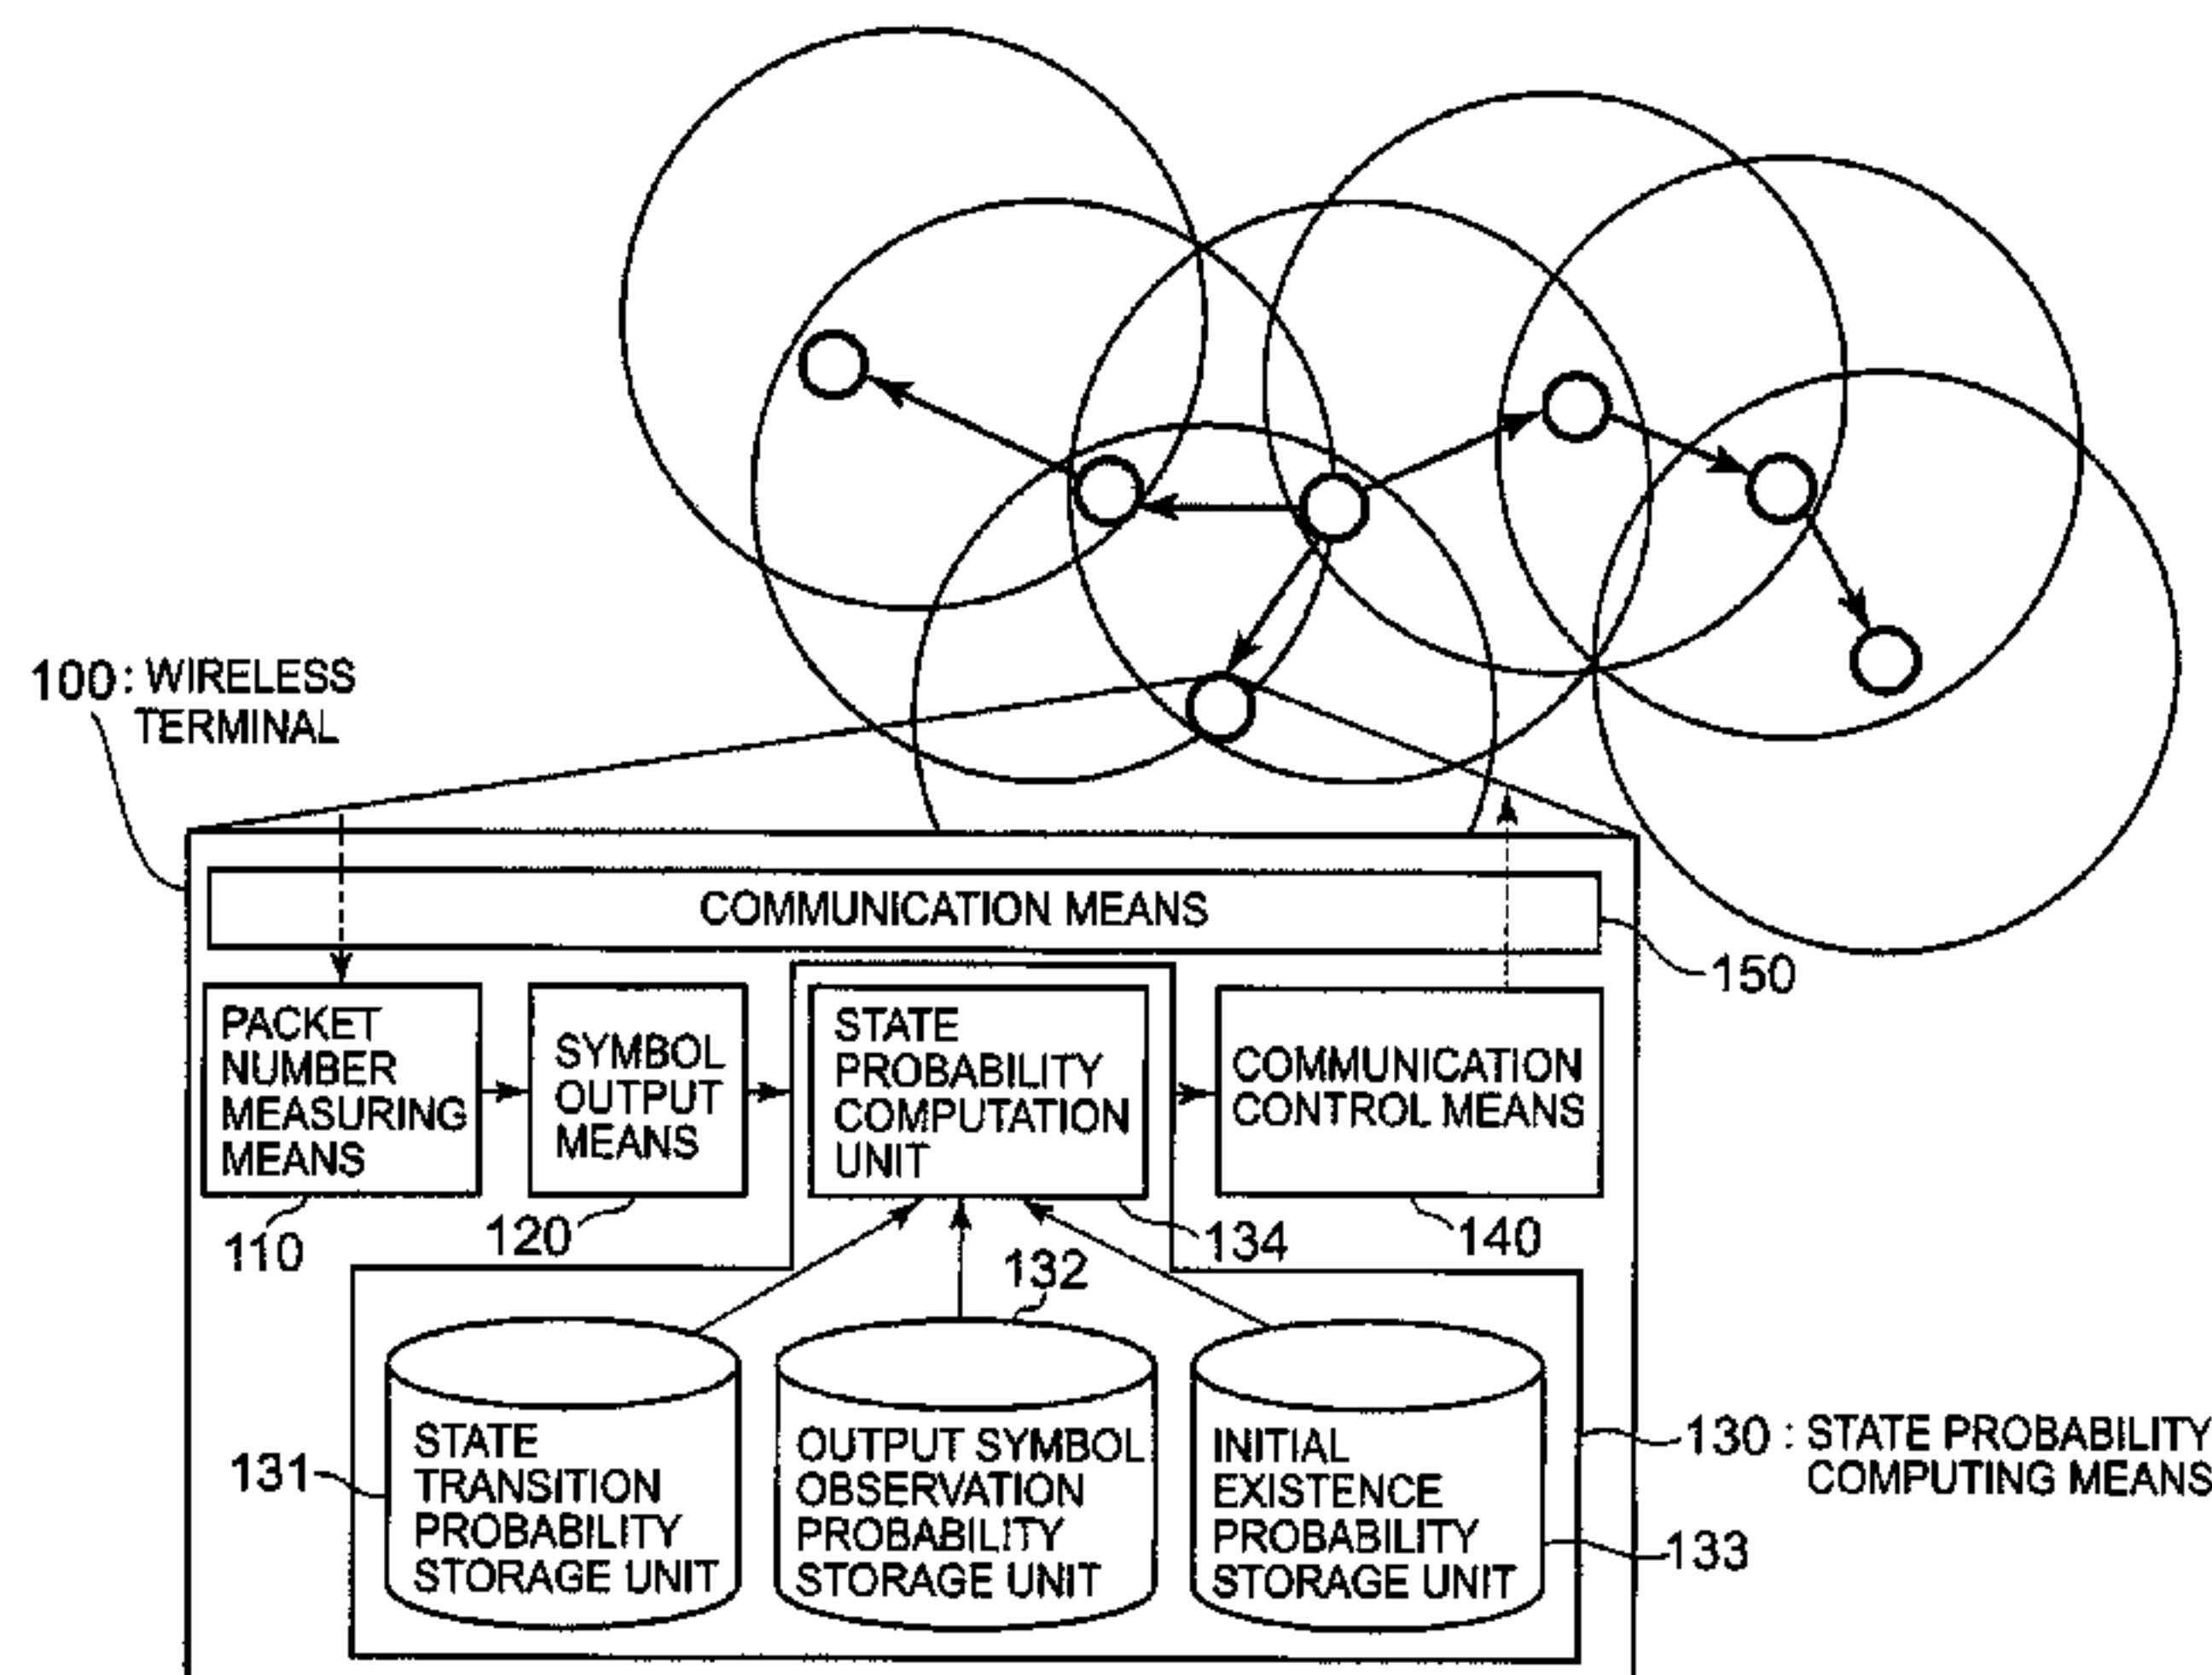 100 : WIRELESS
TERMINAL
COMMUNICATION MEANS
150
PACKET
NUMBER
MEASURING
MEANS
SYMBOL
OUTPUT
MEANS
STATE
PROBABILITY
COMPUTATION
UNIT
COMMUNICATION
CONTROL MEANS
110
120
134
140
132
131
STATE
TRANSITION
PROBABILITY
STORAGE UNIT
OUTPUT SYMBOL
OBSERVATION
PROBABILITY
STORAGE UNIT
INITIAL
EXISTENCE
PROBABILITY
STORAGE UNIT
130 : STATE PROBABILITY
COMPUTING MEANS
133